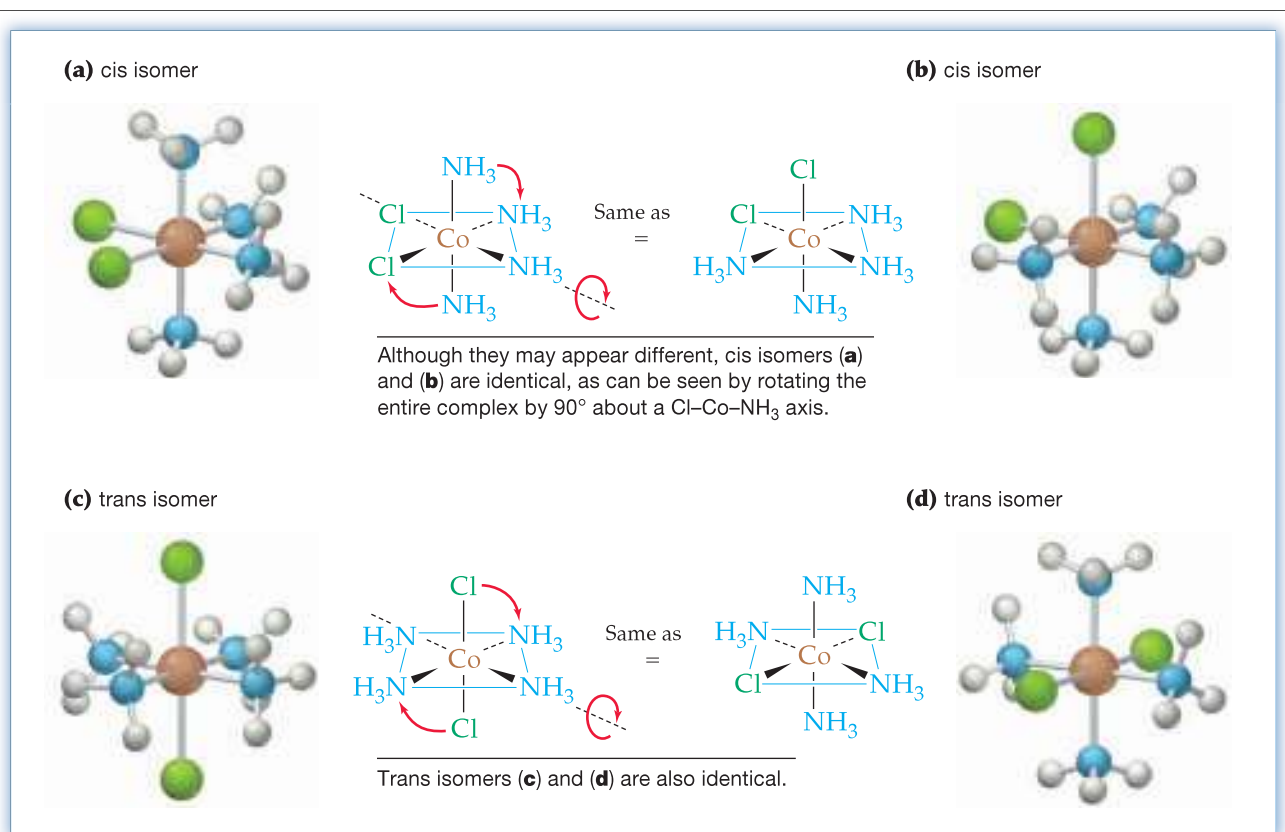 (a) cis isomer
(b) cis isomer
NH3
Cl
Cl
NH3
Same as
=
Cl
NH3
Co
Co
Cl
NH3
H3N
NH3
NH3
NH3
Although they may appear different, cis isomers (a)
and (b) are identical, as can be seen by rotating the
entire complex by 90° about a Cl–Co–NH3 axis.
(c) trans isomer
(d) trans isomer
Cl
NH3
H3N
NH3
Same as
=
H3N
Cl
Co
Co
H3N
NH3
Cl
NH3
Cl
NH3
Trans isomers (c) and (d) are also identical.